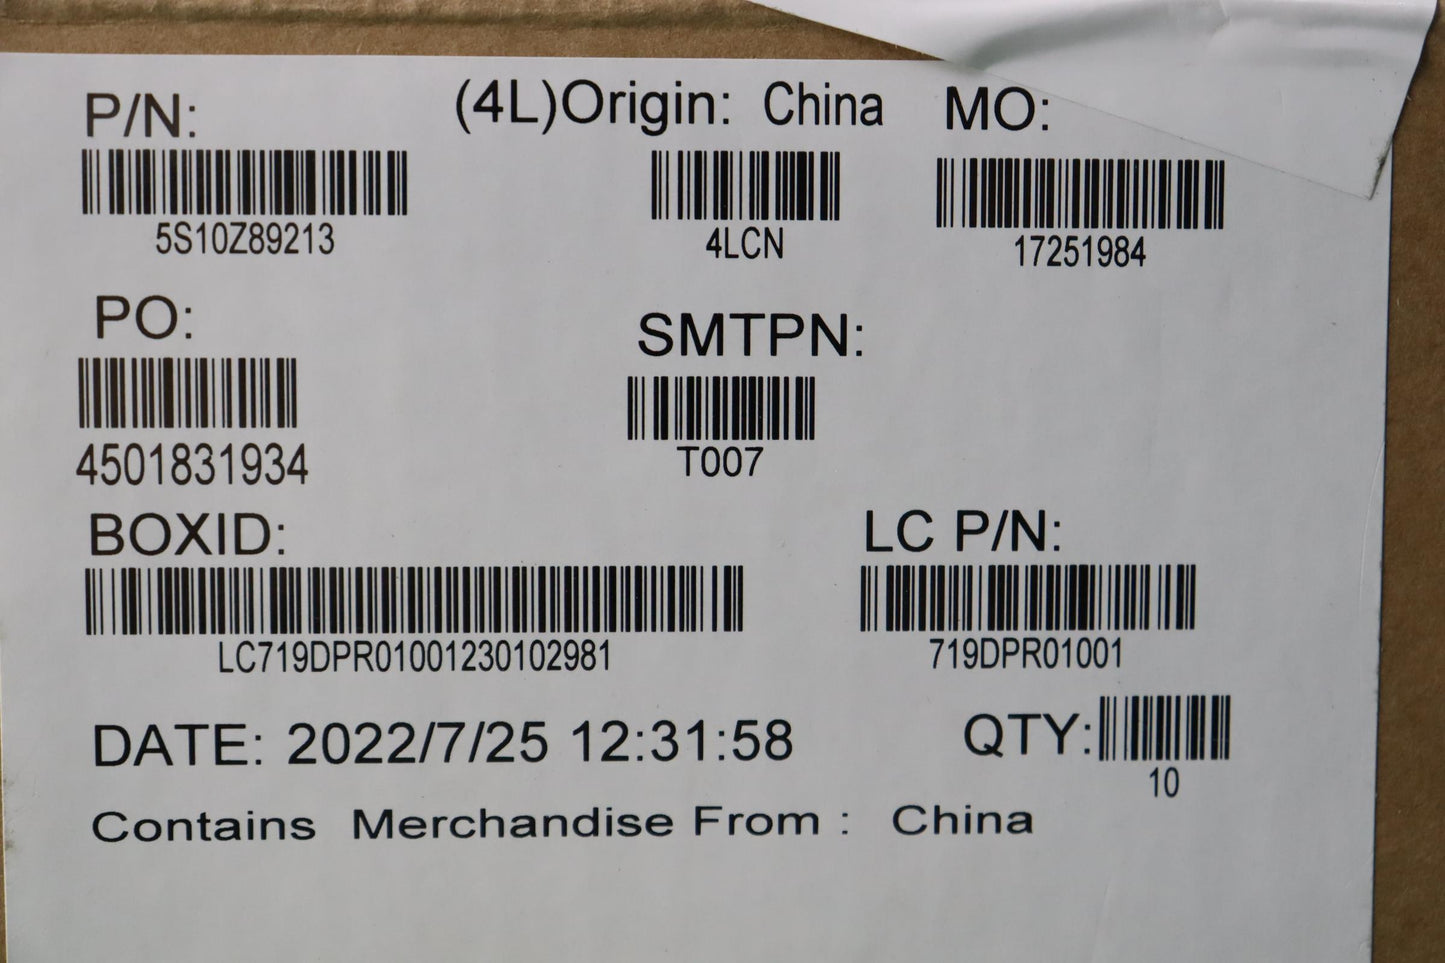 P/N: (4L)Origin: China MO:
5S10Z89213 4LCN 17251984
PO: SMTPN:
4501831934 T007
BOXID: LC P/N:
LC719DPR01001230102981 719DPR01001
DATE: 2022/7/25 12:31:58 QTY:
10
Contains Merchandise From : China